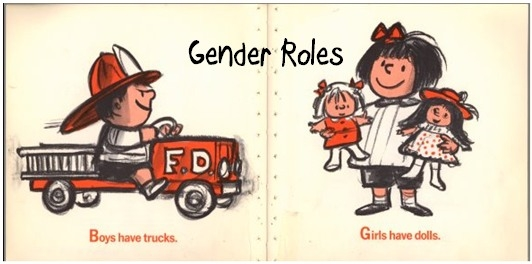 Gender Roles
F.D.
Boys have trucks.
Girls have dolls.